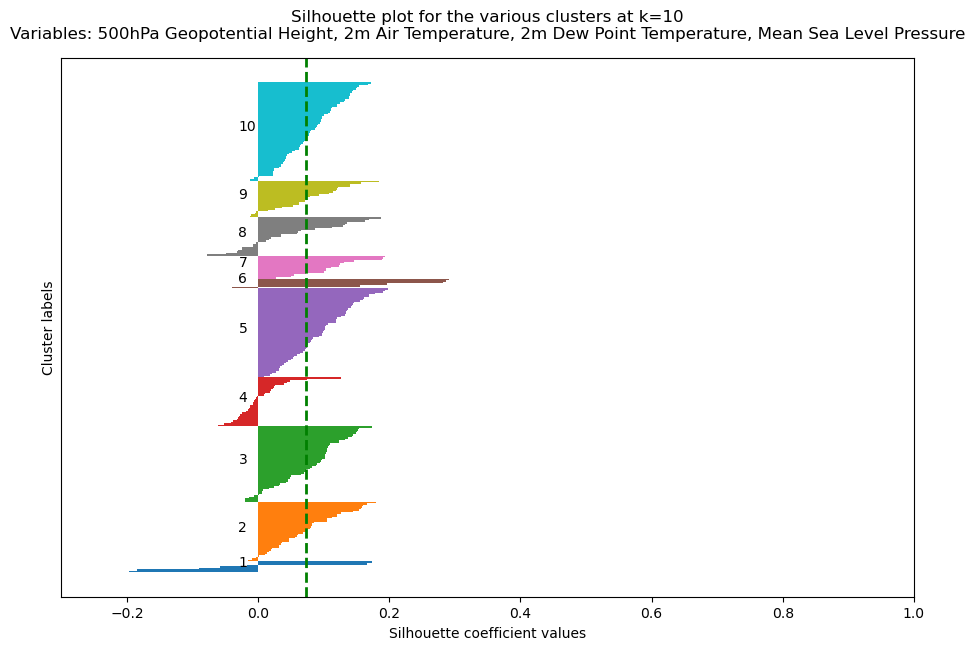 Silhouette plot for the various clusters at k=10
Variables: 500hPa Geopotential Height, 2m Air Temperature, 2m Dew Point Temperature, Mean Sea Level Pressure
Cluster labels
10
9
8
7
6
5
4
3
2
1
−0.2 0.0 0.2 0.4 0.6 0.8 1.0
Silhouette coefficient values